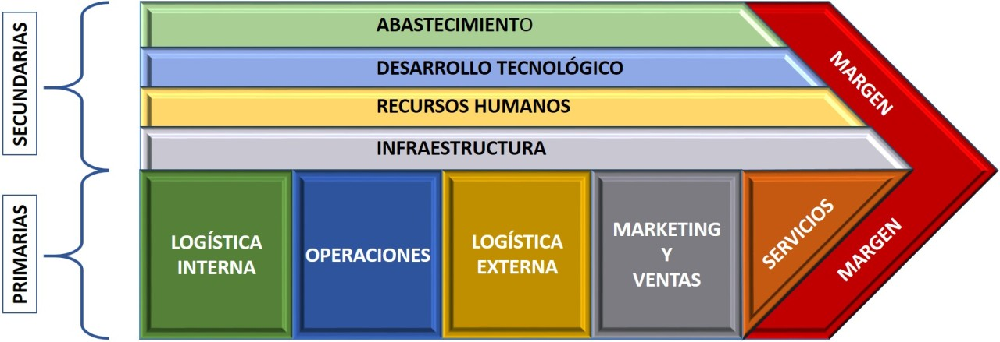 SECUNDARIAS
ABASTECIMIENTO
DESARROLLO TECNOLÓGICO
RECURSOS HUMANOS
INFRAESTRUCTURA
MARGEN
PRIMARIAS
LOGÍSTICA
INTERNA
OPERACIONES
LOGÍSTICA
EXTERNA
MARKETING
Y
VENTAS
SERVICIOS
MARGEN